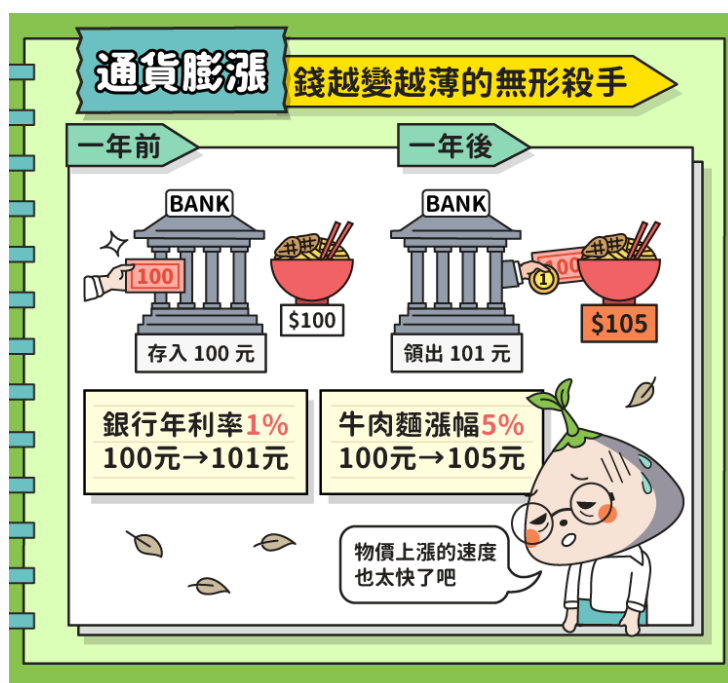 通貨膨漲
錢越變越薄的無形殺手
一年前
一年後
BANK
100
$100
存入 100 元
BANK
100
1
$105
領出 101 元
銀行年利率1%
100元→101元
牛肉麵漲幅5%
100元→105元
物價上漲的速度
也太快了吧